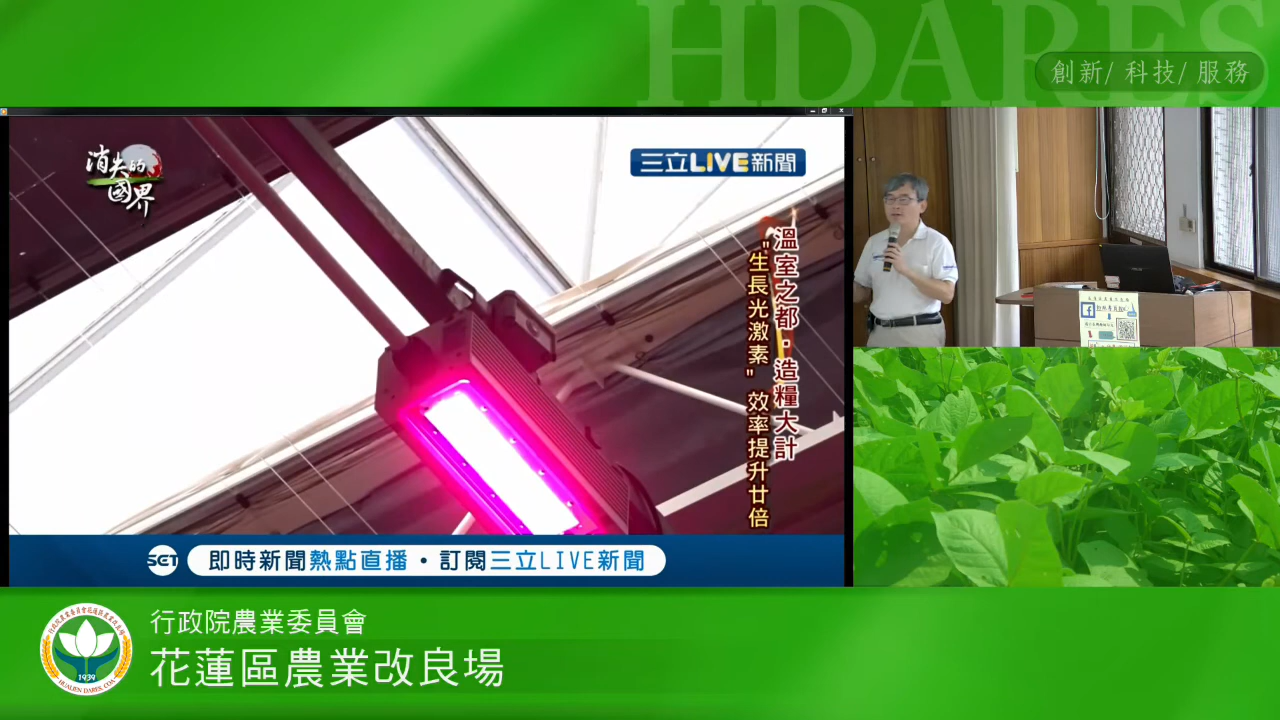 HDARES
創新/ 科技/ 服務
消失的
國界
三立LIVE新聞
溫室之都·造糧大計
"生長光激素" 效率提升廿倍
SET
即時新聞熱點直播·訂閱三立LIVE新聞
行政院農業委員會
花蓮區農業改良場
1939
HUALIEN DARES, COA